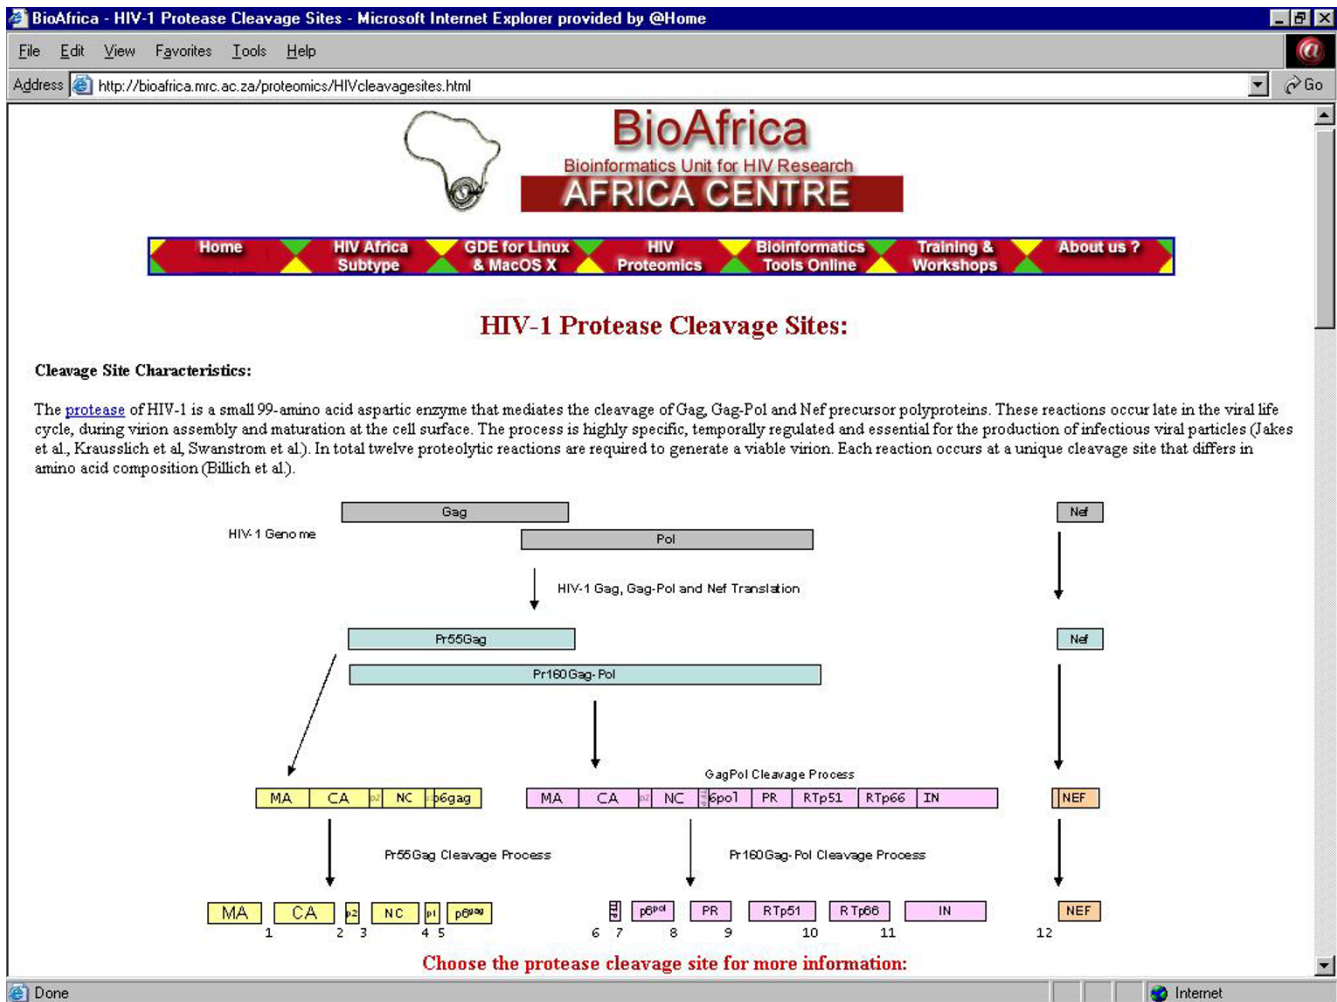 BioAfrica - HIV-1 Protease Cleavage Sites - Microsoft Internet Explorer provided by @Home
File Edit View Favorites Tools Help
Address http://bioafrica.mrc.ac.za/proteomics/HIVcleavagesites.html Go
BioAfrica
Bioinformatics Unit for HIV Research
AFRICA CENTRE
Home HIV Africa Subtype GDE for Linux & MacOS X HIV Proteomics Bioinformatics Tools Online Training & Workshops About us ?
HIV-1 Protease Cleavage Sites:
Cleavage Site Characteristics:
The protease of HIV-1 is a small 99-amino acid aspartic enzyme that mediates the cleavage of Gag, Gag-Pol and Nef precursor polyproteins. These reactions occur late in the viral life
cycle, during virion assembly and maturation at the cell surface. The process is highly specific, temporally regulated and essential for the production of infectious viral particles (Jakes
et al., Krausslich et al, Swanstrom et al.). In total twelve proteolytic reactions are required to generate a viable virion. Each reaction occurs at a unique cleavage site that differs in
amino acid composition (Billich et al.).
Gag Nef
HIV-1 Genome
Pol
HIV-1 Gag, Gag-Pol and Nef Translation
Pr55Gag Nef
Pr160Gag-Pol
GagPol Cleavage Process
MA CA p2 NC p6gag MA CA p2 NC 6pol PR RTp51 RTp66 IN NEF
Pr55Gag Cleavage Process Pr160Gag-Pol Cleavage Process
MA CA p2 NC p1 p6gag p6pol PR RTp51 RTp66 IN NEF
1 2 3 4 5 6 7 8 9 10 11 12
Choose the protease cleavage site for more information:
Done Internet